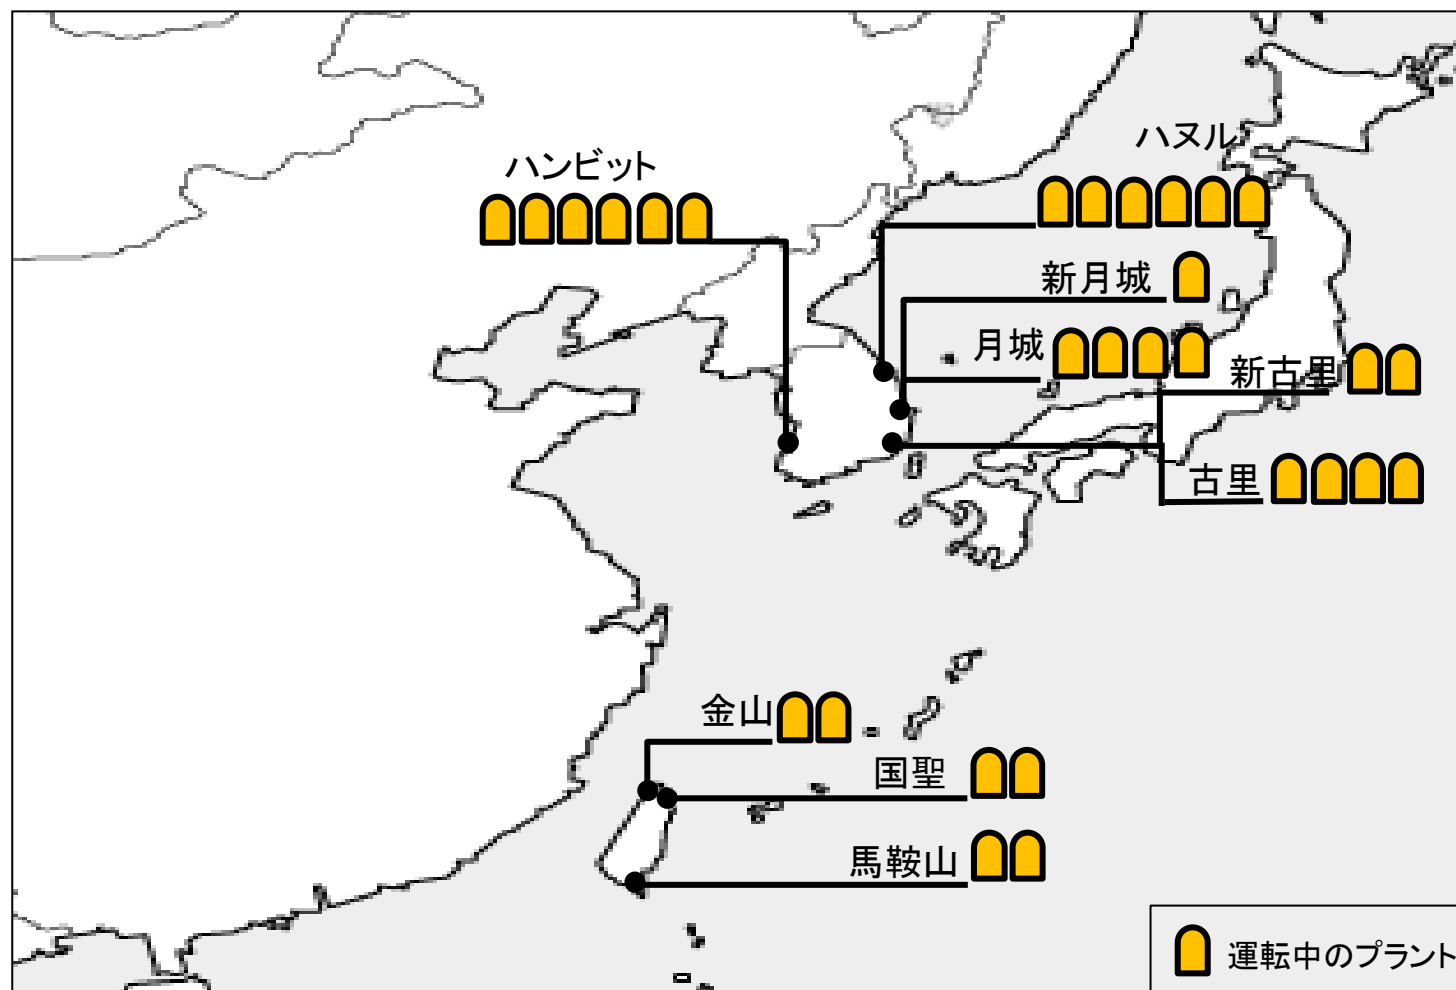 ハヌル
ハンビット
新月城
月城
新古里
古里
金山
国聖
馬鞍山
運転中のプラント